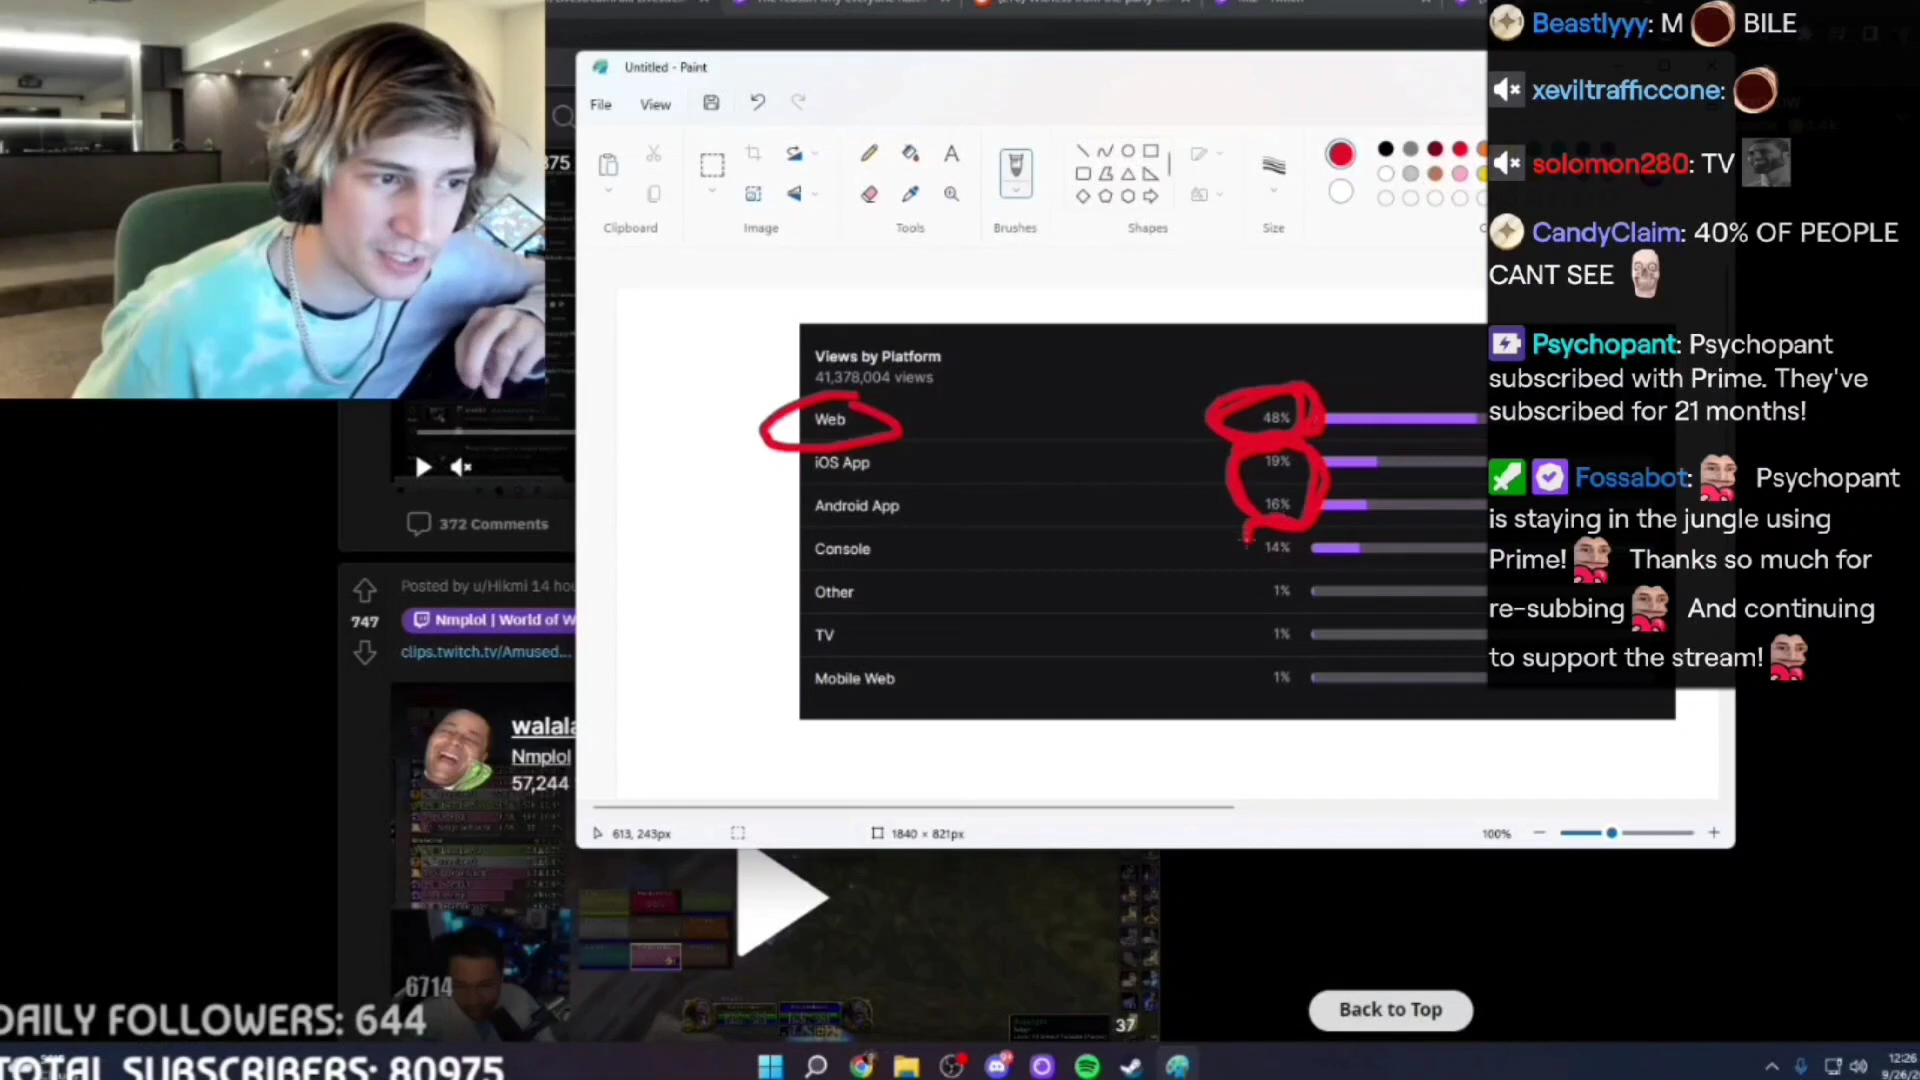 Untitled - Paint
File
View
Clipboard
Image
Tools
Brushes
Shapes
Size
Views by Platform
41,378,004 views
Web
48%
iOS App
19%
Android App
16%
Console
14%
Other
1%
TV
1%
Mobile Web
1%
613, 243px
1840 × 821px
100%
Beastlyyy: M BILE
xeviltrafficcone:
solomon280: TV
CandyClaim: 40% OF PEOPLE
CANT SEE
Psychopant: Psychopant
subscribed with Prime. They've
subscribed for 21 months!
Fossabot: Psychopant
is staying in the jungle using
Prime! Thanks so much for
re-subbing And continuing
to support the stream!
372 Comments
Posted by u/Hikmi 14 hou
747
Nmplol | World of W
clips.twitch.tv/Amused...
walala
Nmplol
57,244
6714
37
Back to Top
DAILY FOLLOWERS: 644
TOTAL SUBSCRIBERS: 80975
12:26